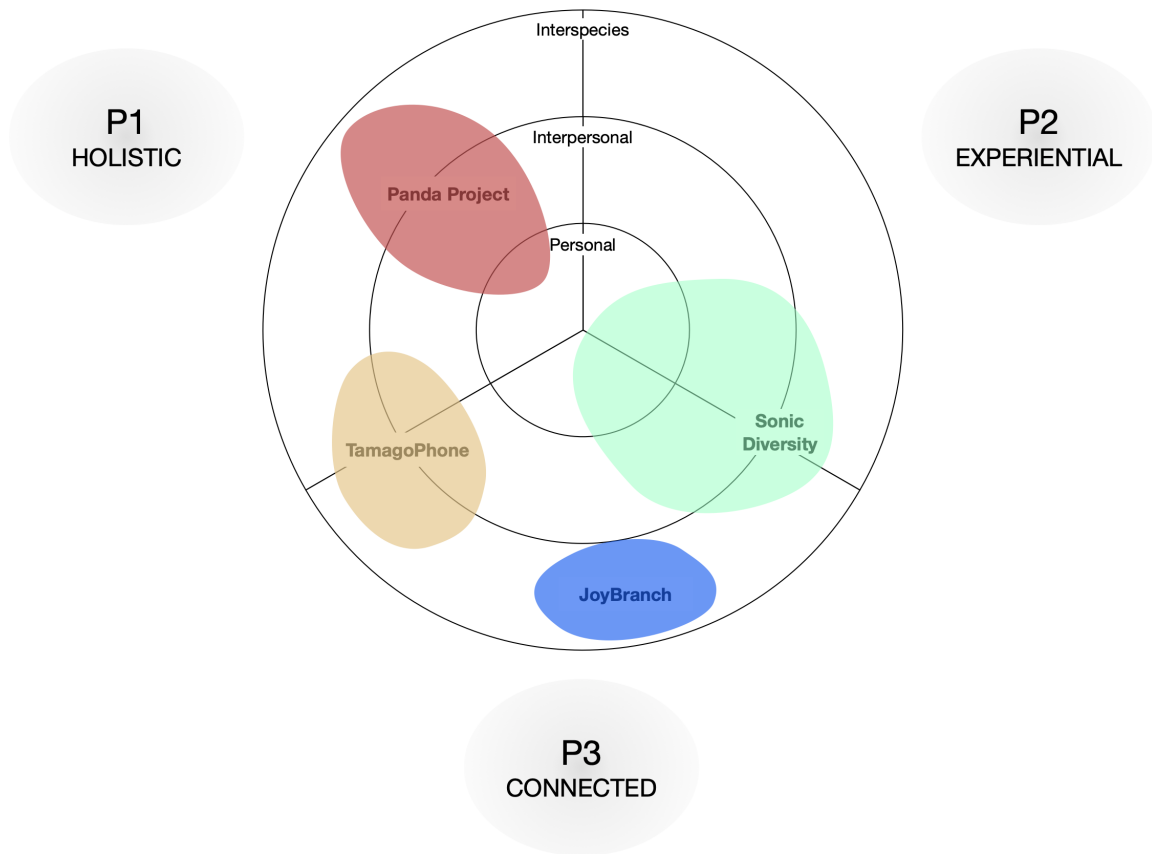 Interspecies
P1
HOLISTIC
P2
EXPERIENTIAL
Interpersonal
Panda Project
Personal
Sonic
Diversity
TamagoPhone
JoyBranch
P3
CONNECTED